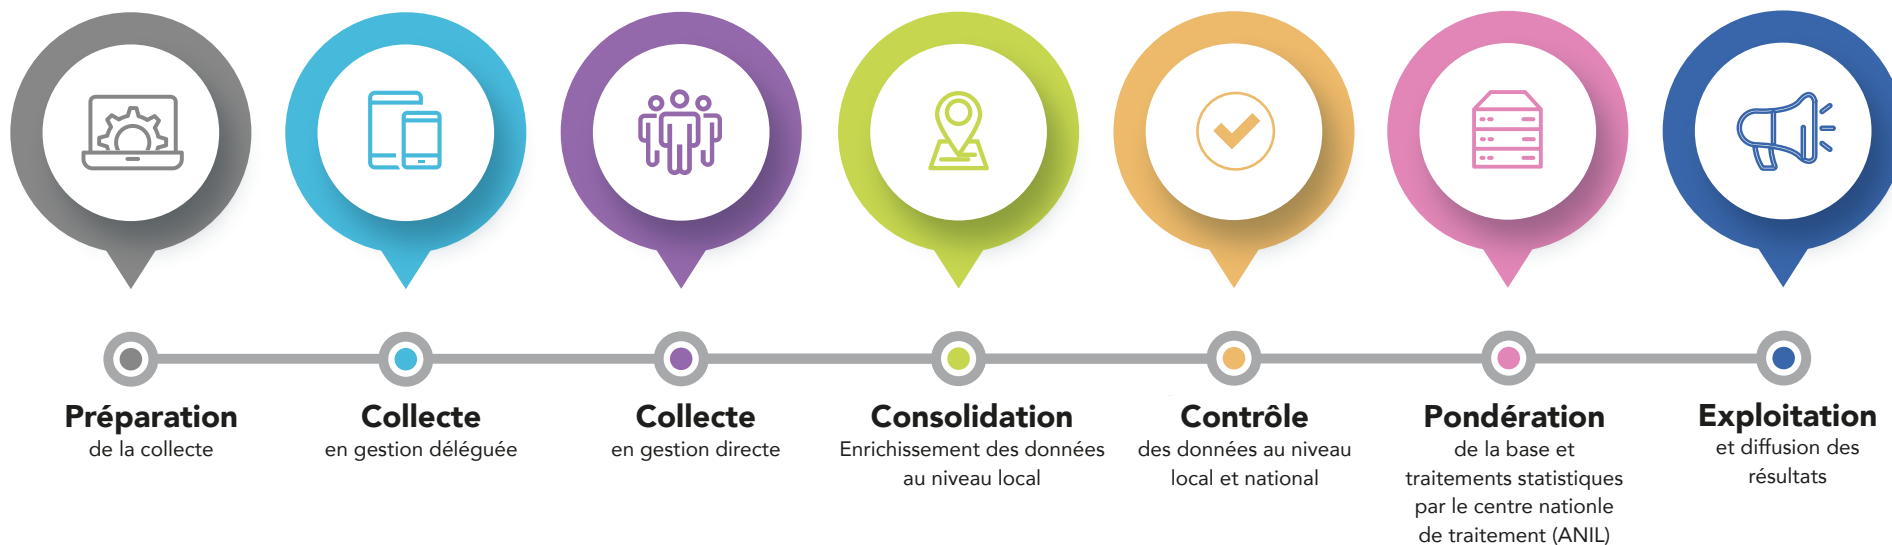 Préparation
de la collecte
Collecte
en gestion déléguée
Collecte
en gestion directe
Consolidation
Enrichissement des données
au niveau local
Contrôle
des données au niveau
local et national
Pondération
de la base et
traitements statistiques
par le centre nationle
de traitement (ANIL)
Exploitation
et diffusion des
résultats